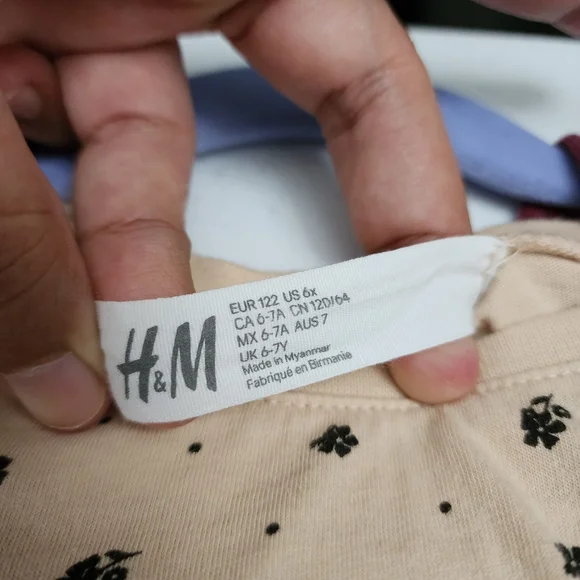 H&M
EUR 122 US 6x
CA 6-7A CN 120/64
MX 6-7A AUS 7
UK 6-7Y
Made in Myanmar
Fabriqué en Birmanie